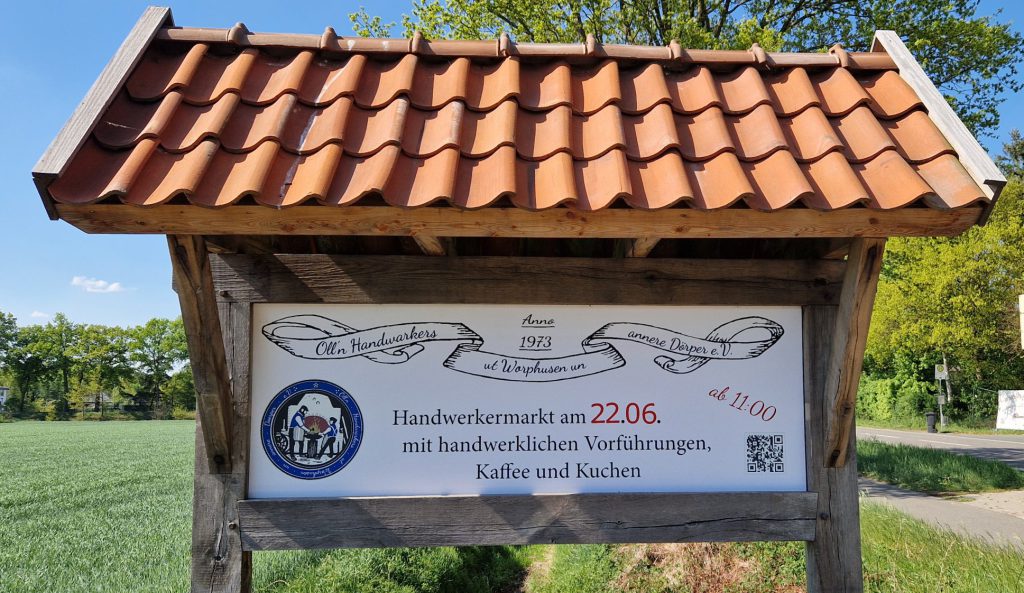 Oll'n Handwarkers
Anno
1973
ut Worphusen un
annere Dörper e.V.
Handwerkermarkt am 22.06.
ab 11:00
mit handwerklichen Vorführungen,
Kaffee und Kuchen